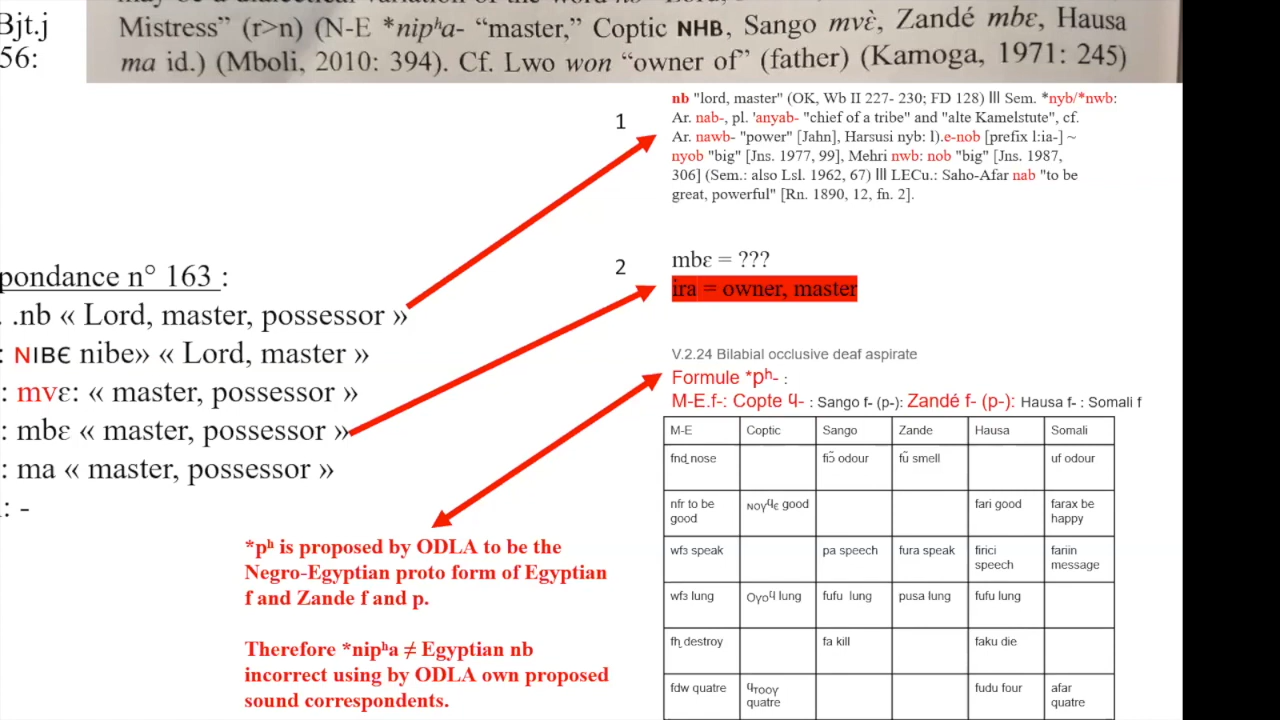 Bjt.j
56:
Mistress” (r>n) (N-E *nipʰa- “master,” Coptic ΝΗΒ, Sango mvè, Zandé mbɛ, Hausa
ma id.) (Mboli, 2010: 394). Cf. Lwo won “owner of” (father) (Kamoga, 1971: 245)
pondance n° 163 :
. .nb « Lord, master, possessor »
: ⲚⲒⲂⲈ nibe» « Lord, master »
: mvɛ: « master, possessor »
: mbɛ « master, possessor »
: ma « master, possessor »
: -
1
nb "lord, master" (OK, Wb II 227- 230; FD 128) lll Sem. *nyb/*nwb:
Ar. nab-, pl. 'anyab- "chief of a tribe" and "alte Kamelstute", cf.
Ar. nawb- "power" [Jahn], Harsusi nyb: l).e-nob [prefix l:ia-] ~
nyob "big" [Jns. 1977, 99], Mehri nwb: nob "big" [Jns. 1987,
306] (Sem.: also Lsl. 1962, 67) lll LECu.: Saho-Afar nab "to be
great, powerful" [Rn. 1890, 12, fn. 2].
2
mbɛ = ???
ira = owner, master
V.2.24 Bilabial occlusive deaf aspirate
Formule *pʰ- :
M-E.f-: Copte ϥ- : Sango f- (p-): Zandé f- (p-): Hausa f- : Somali f
M-E Coptic Sango Zande Hausa Somali
fnḏ nose fiɔ̃ odour fũ smell uf odour
nfr to be good ⲛⲟⲩϥⲉ good fari good farax be happy
wfꜣ speak pa speech fura speak firici speech fariin message
wfꜣ lung Ⲟⲩⲟϥ lung fufu lung pusa lung fufu lung
fḫ destroy fa kill faku die
fdw quatre ϥⲧⲟⲟⲩ quatre fudu four afar quatre
*pʰ is proposed by ODLA to be the
Negro-Egyptian proto form of Egyptian
f and Zande f and p.
Therefore *nipʰa ≠ Egyptian nb
incorrect using by ODLA own proposed
sound correspondents.